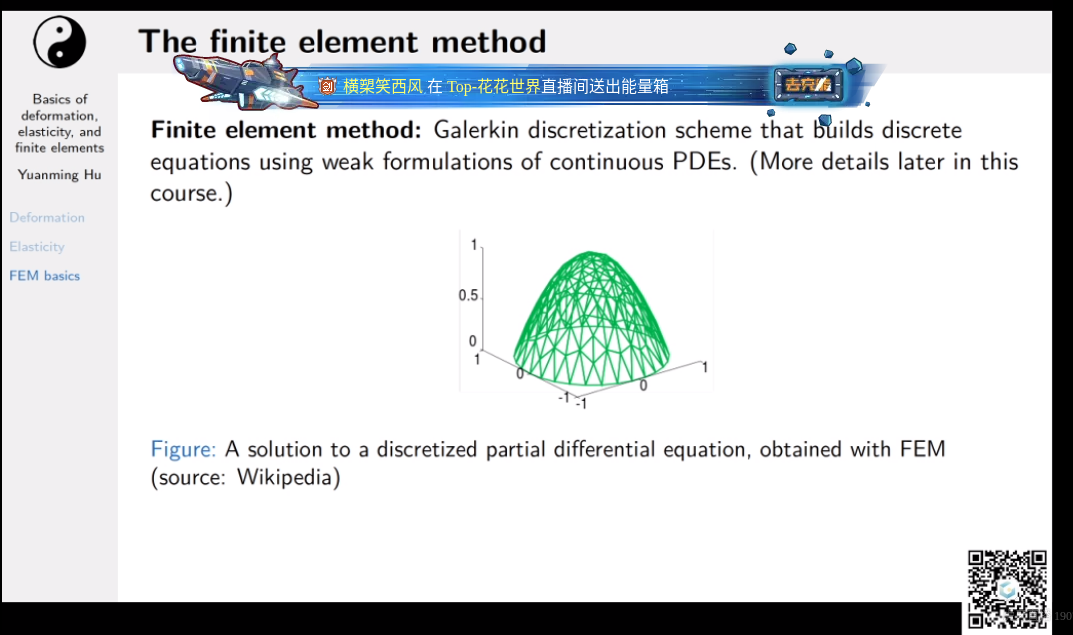 The finite element method
横槊笑西风 在 Top-花花世界直播间送出能量箱
Basics of
deformation,
elasticity, and
finite elements
Yuanming Hu
Deformation
Elasticity
FEM basics
Finite element method: Galerkin discretization scheme that builds discrete
equations using weak formulations of continuous PDEs. (More details later in this
course.)
1
0.5
0
1
0
-1
-1
0
1
Figure: A solution to a discretized partial differential equation, obtained with FEM
(source: Wikipedia)
190